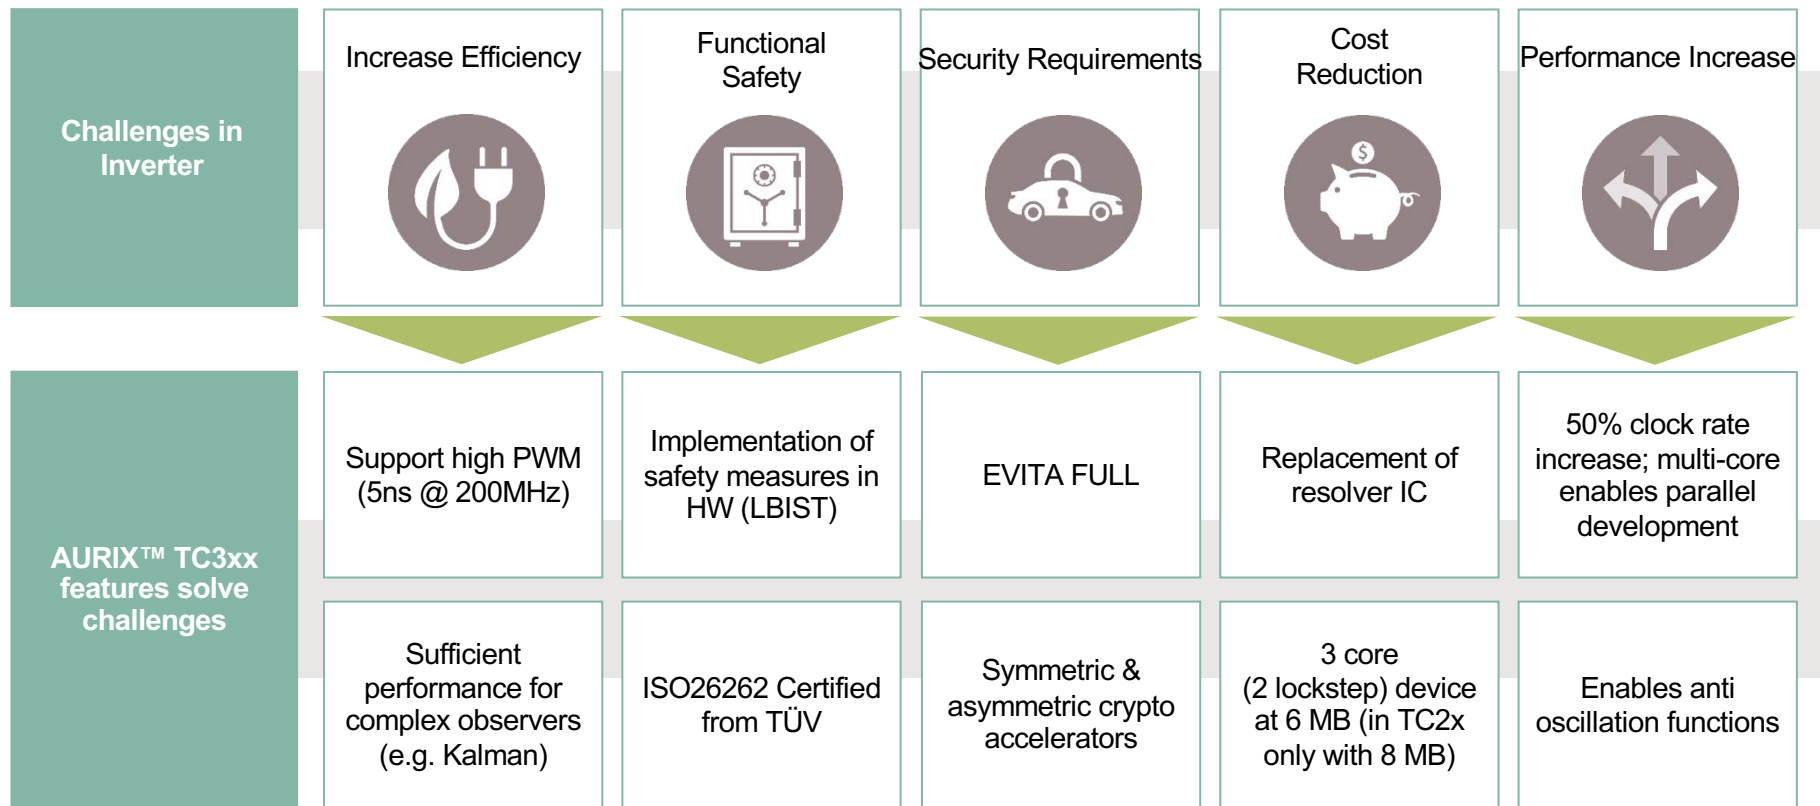 Challenges in
Inverter
Increase Efficiency
Functional
Safety
Security Requirements
Cost
Reduction
$
Performance Increase
AURIX™ TC3xx
features solve
challenges
Support high PWM
(5ns @ 200MHz)
Implementation of
safety measures in
HW (LBIST)
EVITA FULL
Replacement of
resolver IC
50% clock rate
increase; multi-core
enables parallel
development
Sufficient
performance for
complex observers
(e.g. Kalman)
ISO26262 Certified
from TÜV
Symmetric &
asymmetric crypto
accelerators
3 core
(2 lockstep) device
at 6 MB (in TC2x
only with 8 MB)
Enables anti
oscillation functions